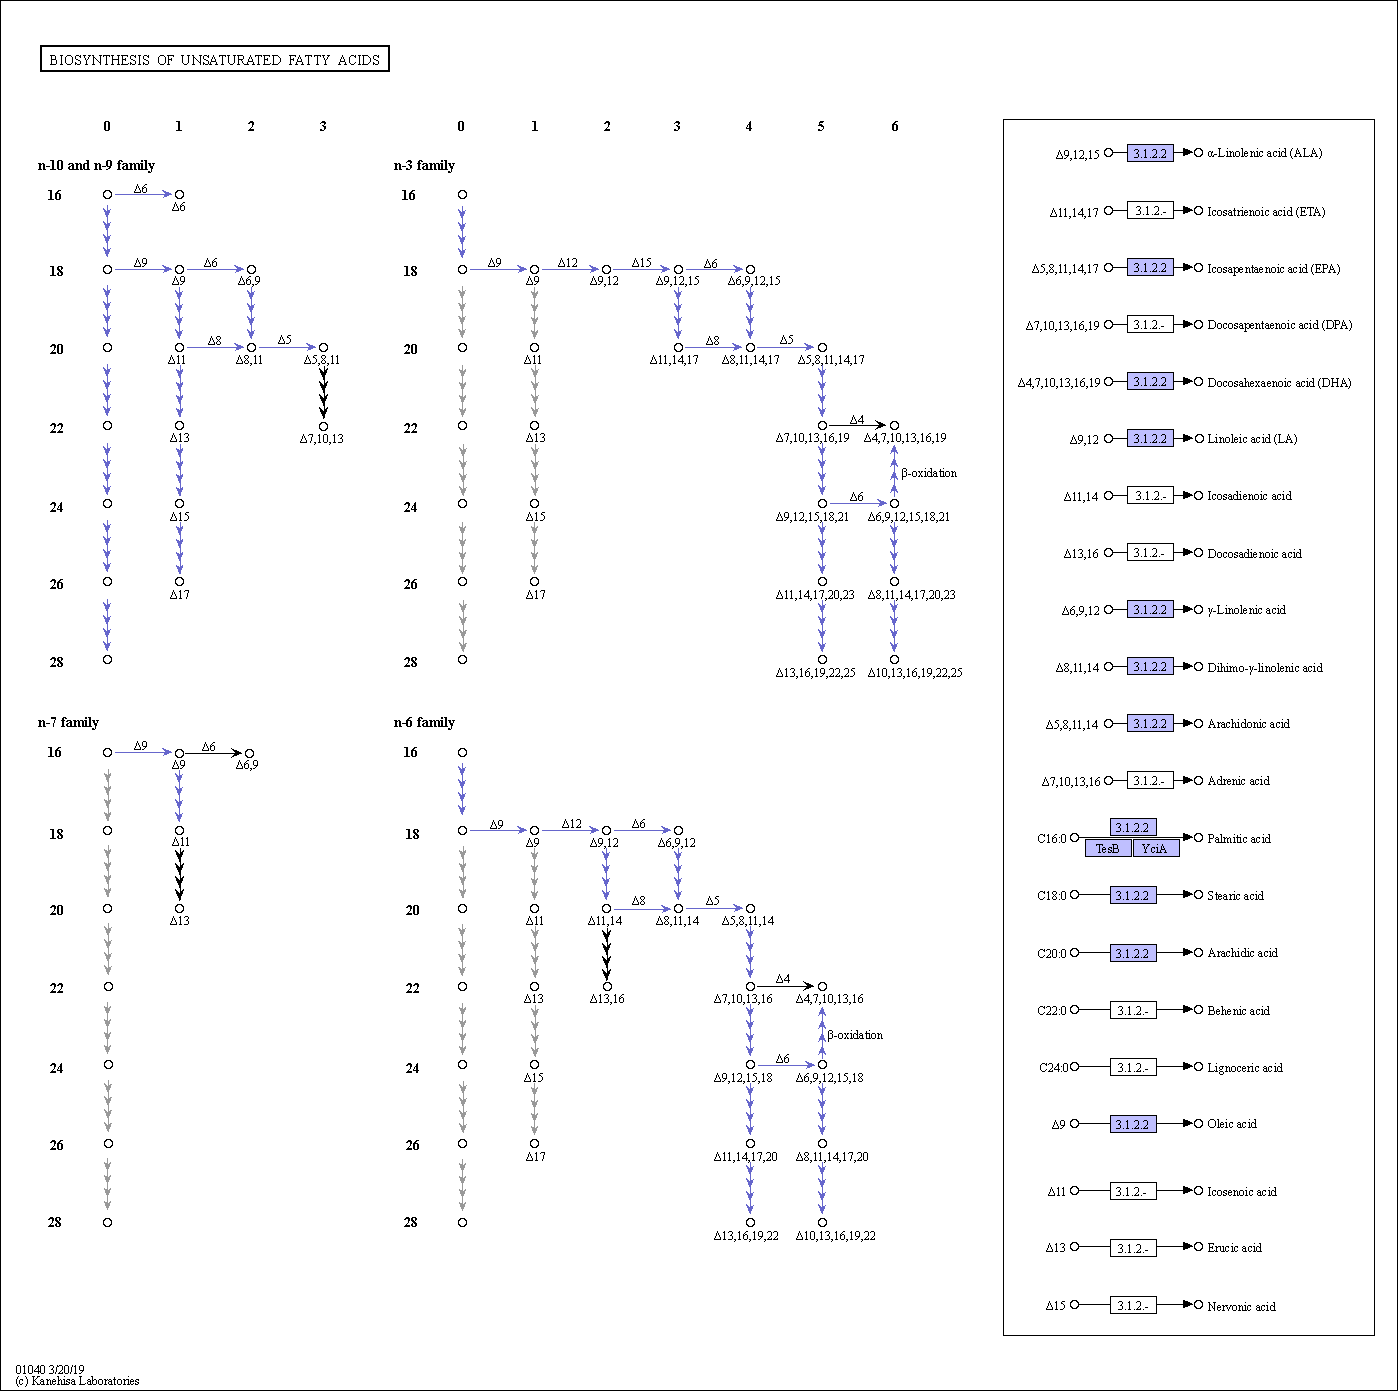 BIOSYNTHESIS OF UNSATURATED FATTY ACIDS
0 1 2 3
n-10 and n-9 family
16
Δ6
Δ6
18
Δ9 Δ6
Δ9 Δ6,9
20
Δ8 Δ5
Δ11 Δ8,11 Δ5,8,11
22
Δ13 Δ7,10,13
24
Δ15
26
Δ17
28
0 1 2 3 4 5 6
n-3 family
16
18
Δ9 Δ12 Δ15 Δ6
Δ9 Δ9,12 Δ9,12,15 Δ6,9,12,15
20
Δ8 Δ5
Δ11 Δ11,14,17 Δ8,11,14,17 Δ5,8,11,14,17
22
Δ4
Δ13 Δ7,10,13,16,19 Δ4,7,10,13,16,19
β-oxidation
24
Δ6
Δ15 Δ9,12,15,18,21 Δ6,9,12,15,18,21
26
Δ17 Δ11,14,17,20,23 Δ8,11,14,17,20,23
28
Δ13,16,19,22,25 Δ10,13,16,19,22,25
n-7 family
16
Δ9 Δ6
Δ9 Δ6,9
18
Δ11
20
Δ13
22
24
26
28
n-6 family
16
18
Δ9 Δ12 Δ6
Δ9 Δ9,12 Δ6,9,12
20
Δ8 Δ5
Δ11 Δ11,14 Δ8,11,14 Δ5,8,11,14
22
Δ4
Δ13 Δ13,16 Δ7,10,13,16 Δ4,7,10,13,16
β-oxidation
24
Δ6
Δ15 Δ9,12,15,18 Δ6,9,12,15,18
26
Δ17 Δ11,14,17,20 Δ8,11,14,17,20
28
Δ13,16,19,22 Δ10,13,16,19,22
Δ9,12,15 3.1.2.2 α-Linolenic acid (ALA)
Δ11,14,17 3.1.2.- Icosatrienoic acid (ETA)
Δ5,8,11,14,17 3.1.2.2 Icosapentaenoic acid (EPA)
Δ7,10,13,16,19 3.1.2.- Docosapentaenoic acid (DPA)
Δ4,7,10,13,16,19 3.1.2.2 Docosahexaenoic acid (DHA)
Δ9,12 3.1.2.2 Linoleic acid (LA)
Δ11,14 3.1.2.- Icosadienoic acid
Δ13,16 3.1.2.- Docosadienoic acid
Δ6,9,12 3.1.2.2 γ-Linolenic acid
Δ8,11,14 3.1.2.2 Dihimo-γ-linolenic acid
Δ5,8,11,14 3.1.2.2 Arachidonic acid
Δ7,10,13,16 3.1.2.- Adrenic acid
3.1.2.2
C16:0 Palmitic acid
TesB YciA
C18:0 3.1.2.2 Stearic acid
C20:0 3.1.2.2 Arachidic acid
C22:0 3.1.2.- Behenic acid
C24:0 3.1.2.- Lignoceric acid
Δ9 3.1.2.2 Oleic acid
Δ11 3.1.2.- Icosenoic acid
Δ13 3.1.2.- Erucic acid
Δ15 3.1.2.- Nervonic acid
01040 3/20/19
(c) Kanehisa Laboratories